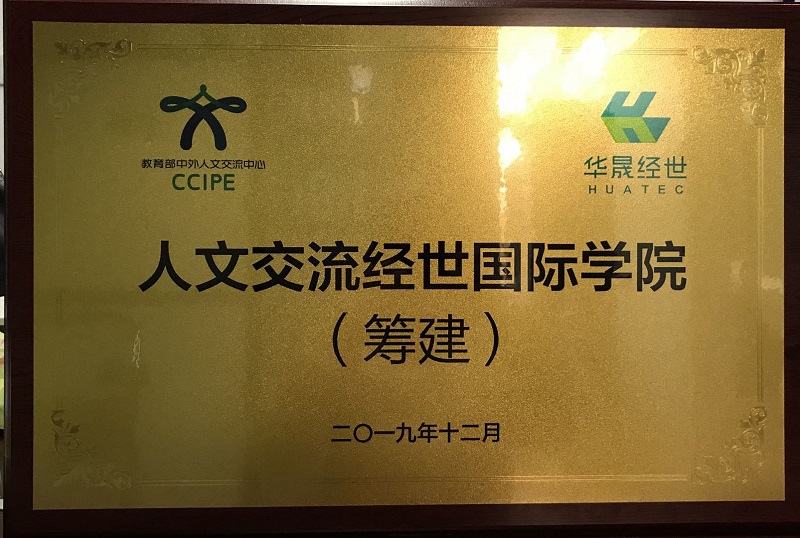 教育部中外人文交流中心
CCIPE
华晟经世
HUATEC
人文交流经世国际学院
（筹建）
二〇一九年十二月